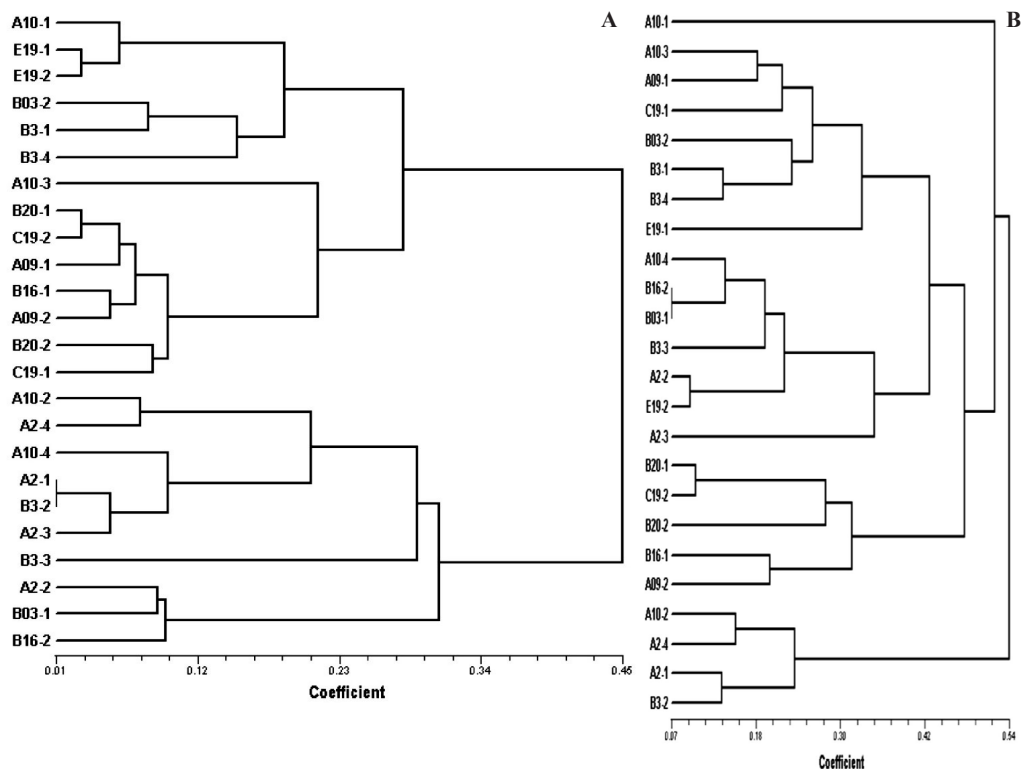 A
A10-1
E19-1
E19-2
B03-2
B3-1
B3-4
A10-3
B20-1
C19-2
A09-1
B16-1
A09-2
B20-2
C19-1
A10-2
A2-4
A10-4
A2-1
B3-2
A2-3
B3-3
A2-2
B03-1
B16-2
0.01 0.12 0.23 0.34 0.45
Coefficient
B
A10-1
A10-3
A09-1
C19-1
B03-2
B3-1
B3-4
E19-1
A10-4
B16-2
B03-1
B3-3
A2-2
E19-2
A2-3
B20-1
C19-2
B20-2
B16-1
A09-2
A10-2
A2-4
A2-1
B3-2
0.07 0.18 0.30 0.42 0.54
Coefficient